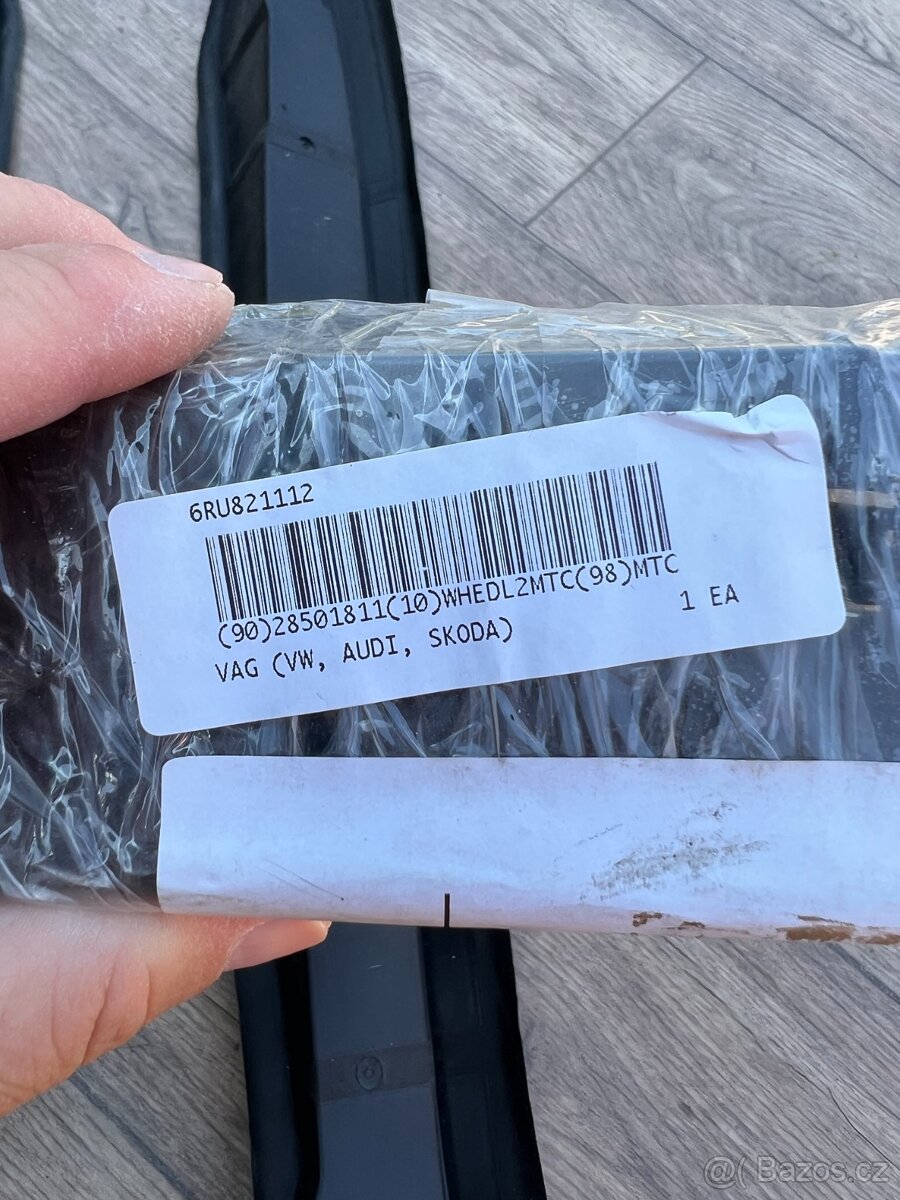 6RU821112
(90)28501811(10)WHEDL2MTC(98)MTC
VAG (VW, AUDI, SKODA)
1 EA
@( Bazos.cz